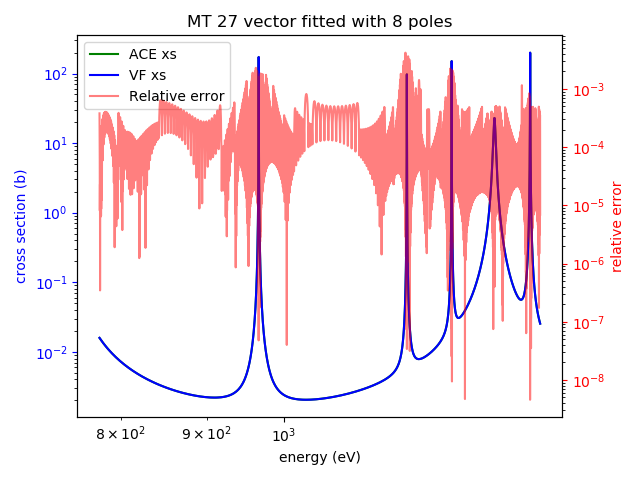 MT 27 vector fitted with 8 poles
ACE xs
VF xs
Relative error
10²
10¹
10⁰
10⁻¹
10⁻²
cross section (b)
10⁻³
10⁻⁴
10⁻⁵
10⁻⁶
10⁻⁷
10⁻⁸
relative error
8 × 10²
9 × 10²
10³
energy (eV)